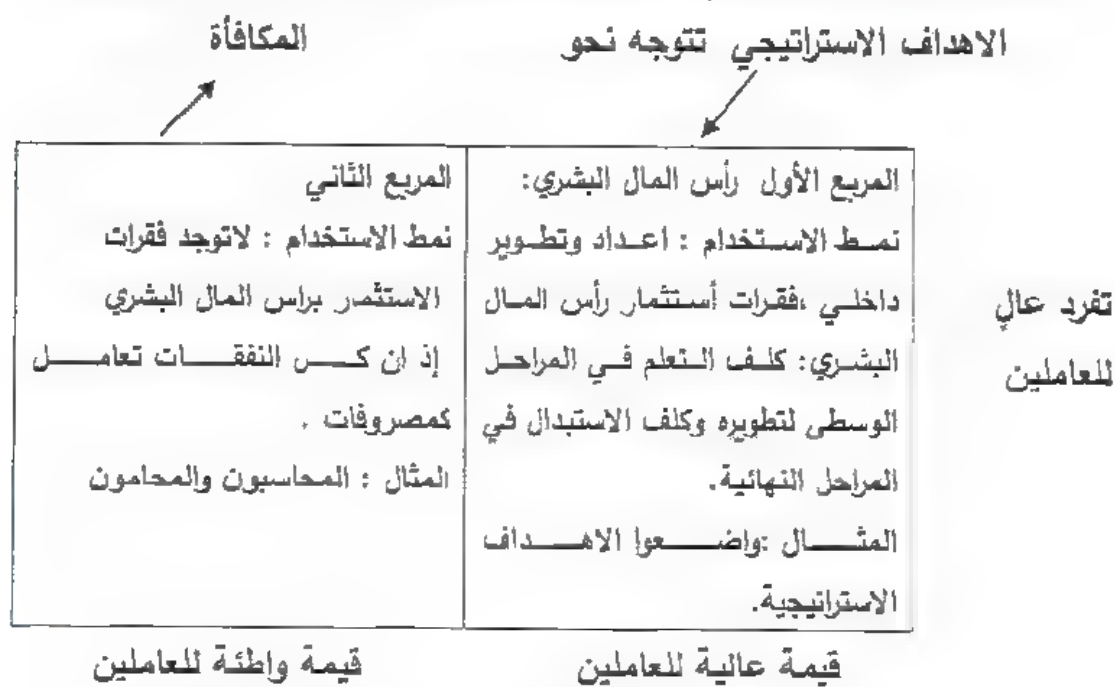 الاهداف الاستراتيجي تتوجه نحو
المكافأة
المربع الأول رأس المال البشري:
نمط الاستخدام : اعداد وتطوير
داخلي ،فقرات أستثمار رأس المال
البشري: كلف التعلم في المراحل
الوسطى لتطويره وكلف الاستبدال في
المراحل النهائية.
المثال :واضعوا الاهداف
الاستراتيجية.
المربع الثاني
نمط الاستخدام : لاتوجد فقرات
الاستثمر براس المال البشري
إذ ان كس النفقات تعامل
كمصروفات .
المثال : المحاسبون والمحامون
تفرد عالٍ
للعاملين
قيمة عالية للعاملين
قيمة واطئة للعاملين